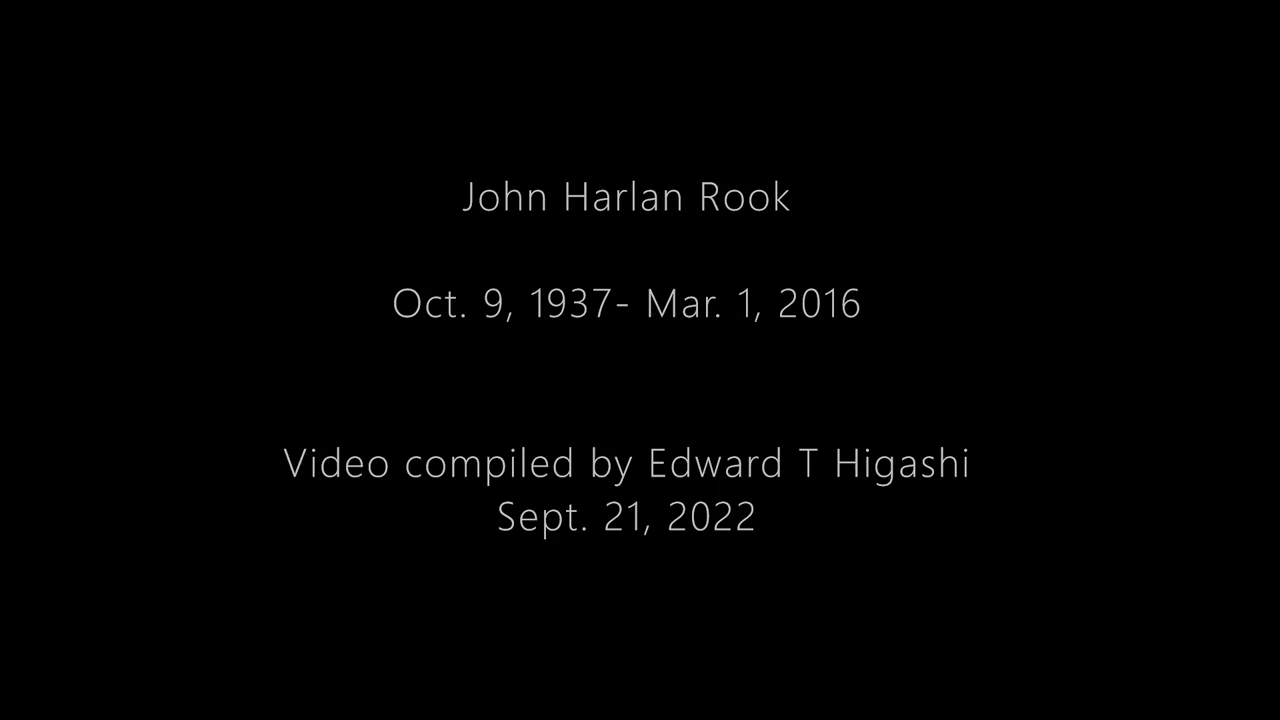 John Harlan Rook
Oct. 9, 1937- Mar. 1, 2016
Video compiled by Edward T Higashi
Sept. 21, 2022